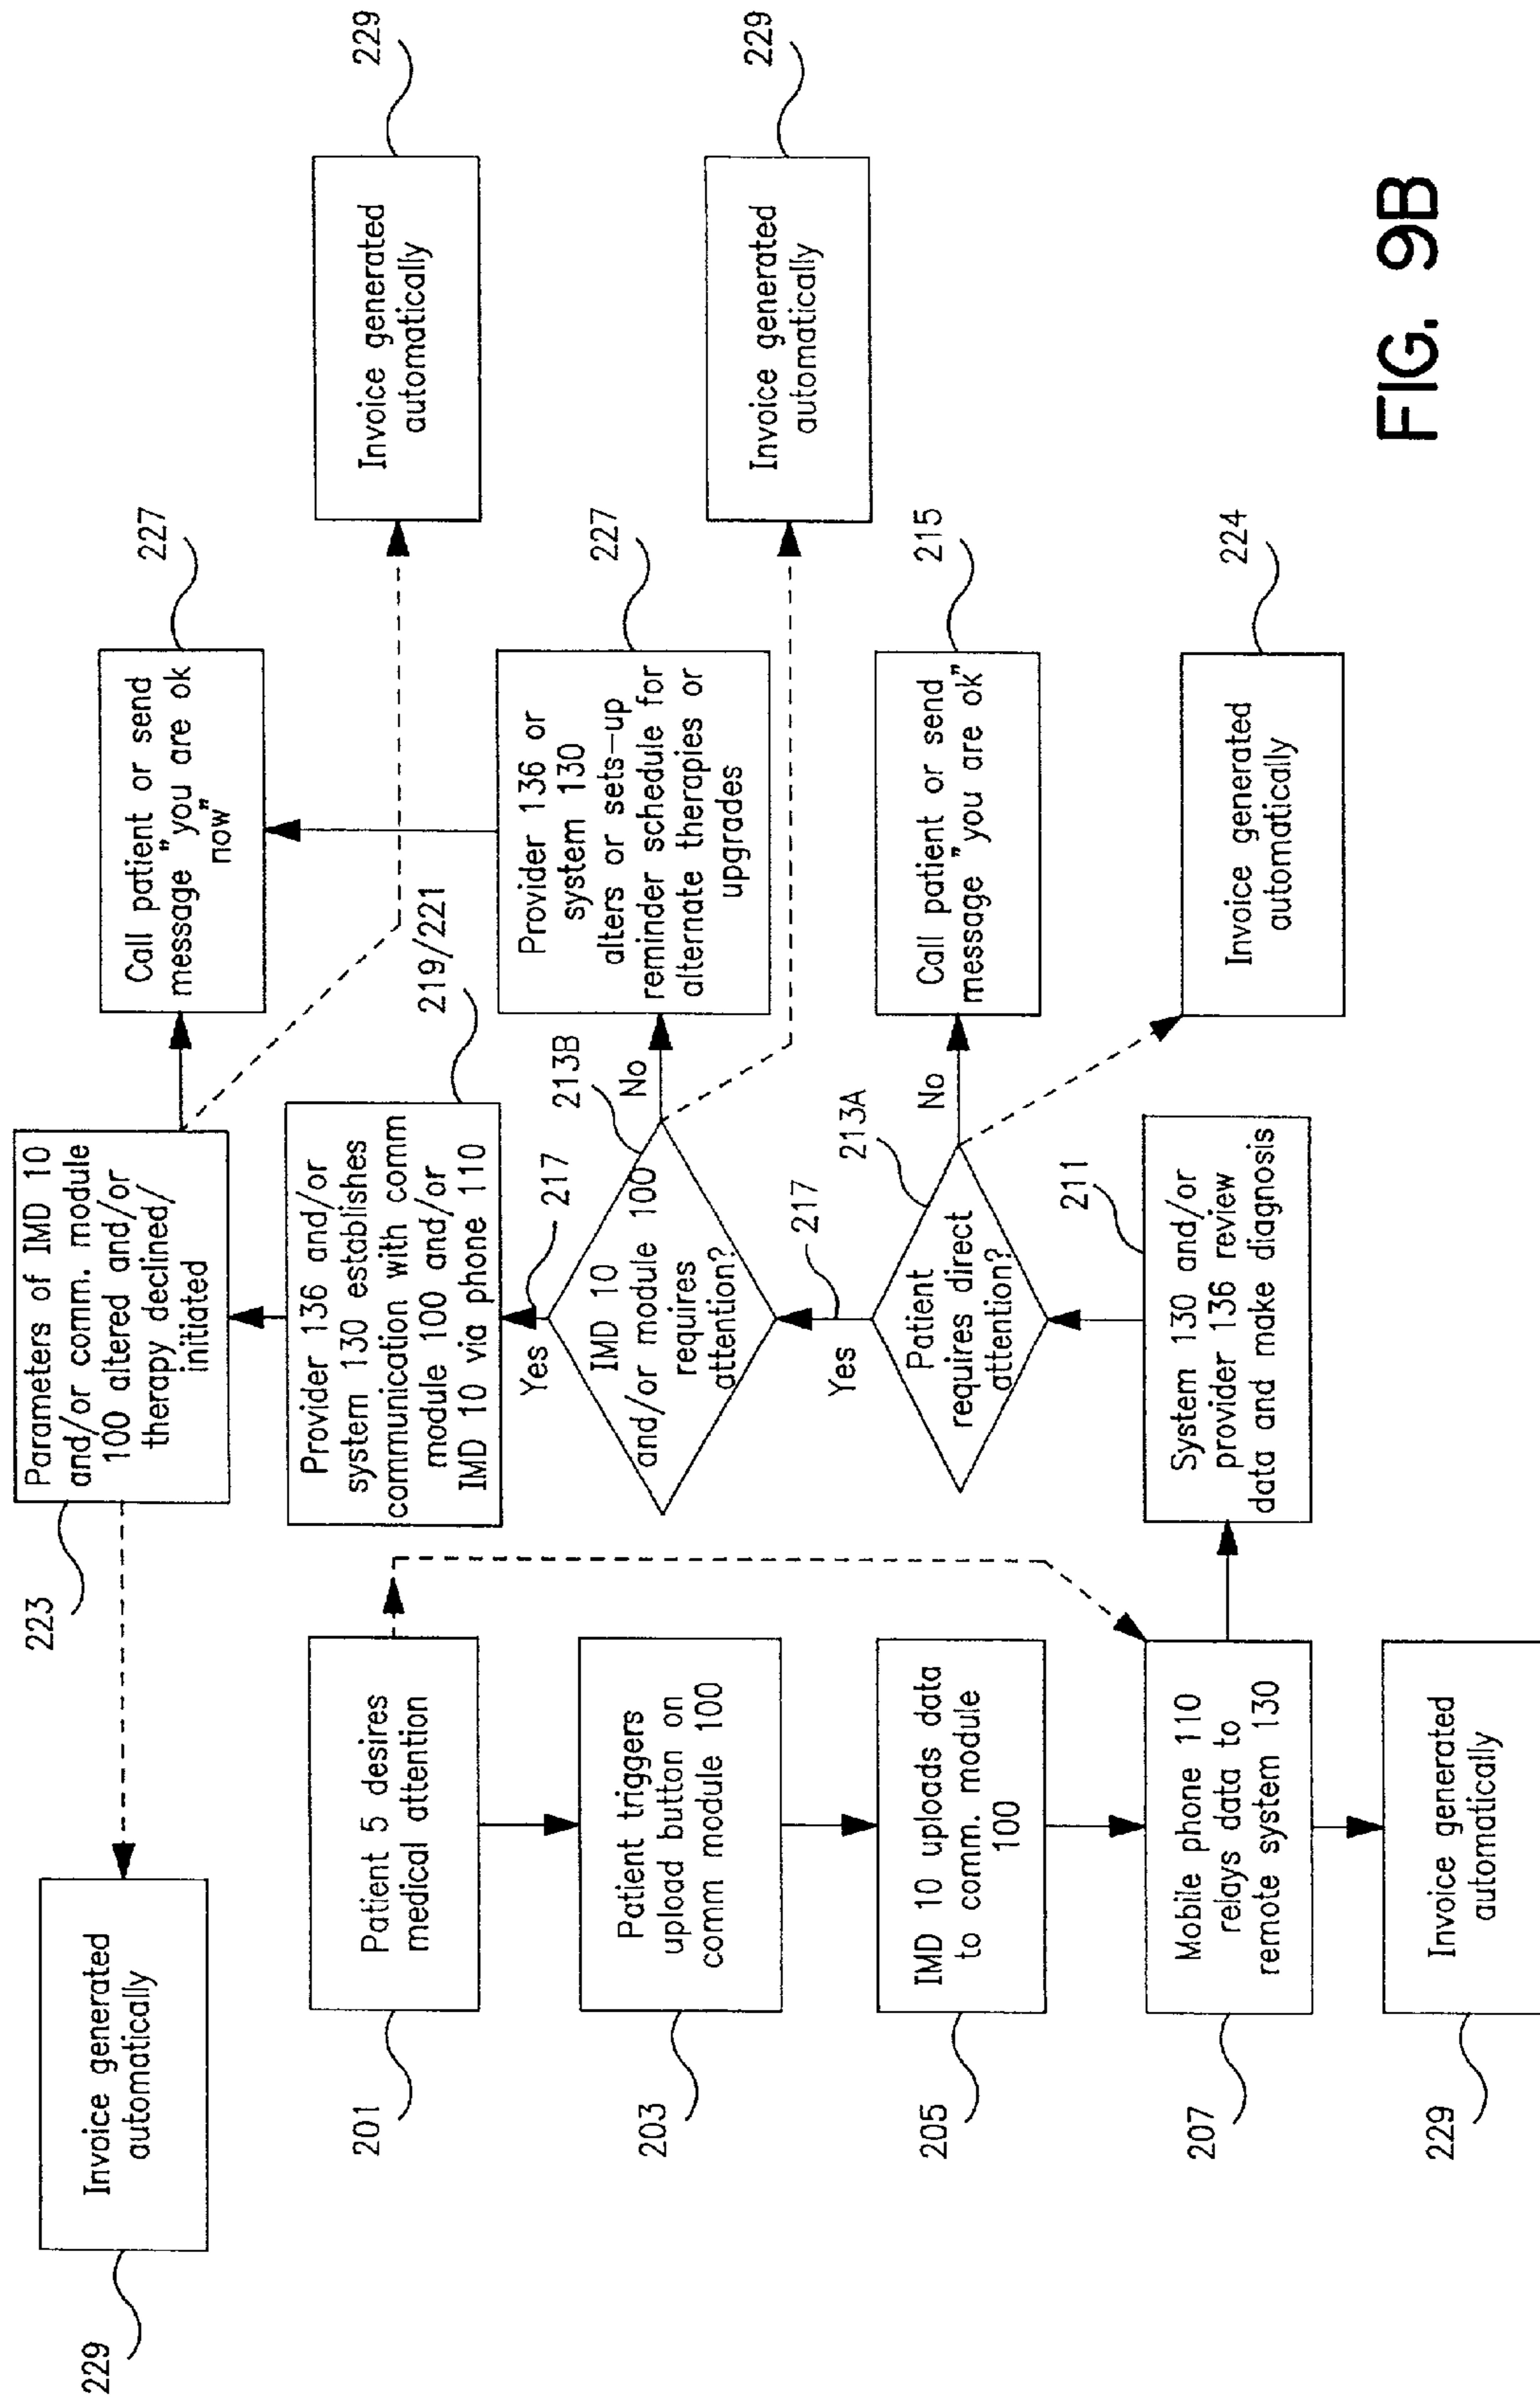 229
Invoice generated
automatically
223
Parameters of IMD 10
and/or comm. module
100 altered and/or
therapy declined/
initiated
Call patient or send
message "you are ok
now"
227
201
Patient 5 desires
medical attention
Provider 136 and/or
system 130 establishes
communication with comm
module 100 and/or
IMD 10 via phone 110
219/221
Invoice generated
automatically
229
203
Patient triggers
upload button on
comm module 100
Yes
217
IMD 10
and/or module 100
requires
attention?
213B
No
Provider 136 or
system 130
alters or sets-up
reminder schedule for
alternate therapies or
upgrades
227
Invoice generated
automatically
229
205
IMD 10 uploads data
to comm. module
100
Yes
217
Patient
requires direct
attention?
213A
No
Call patient or send
message "you are ok"
215
207
Mobile phone 110
relays data to
remote system 130
System 130 and/or
provider 136 review
data and make diagnosis
211
Invoice generated
automatically
224
229
Invoice generated
automatically
FIG. 9B